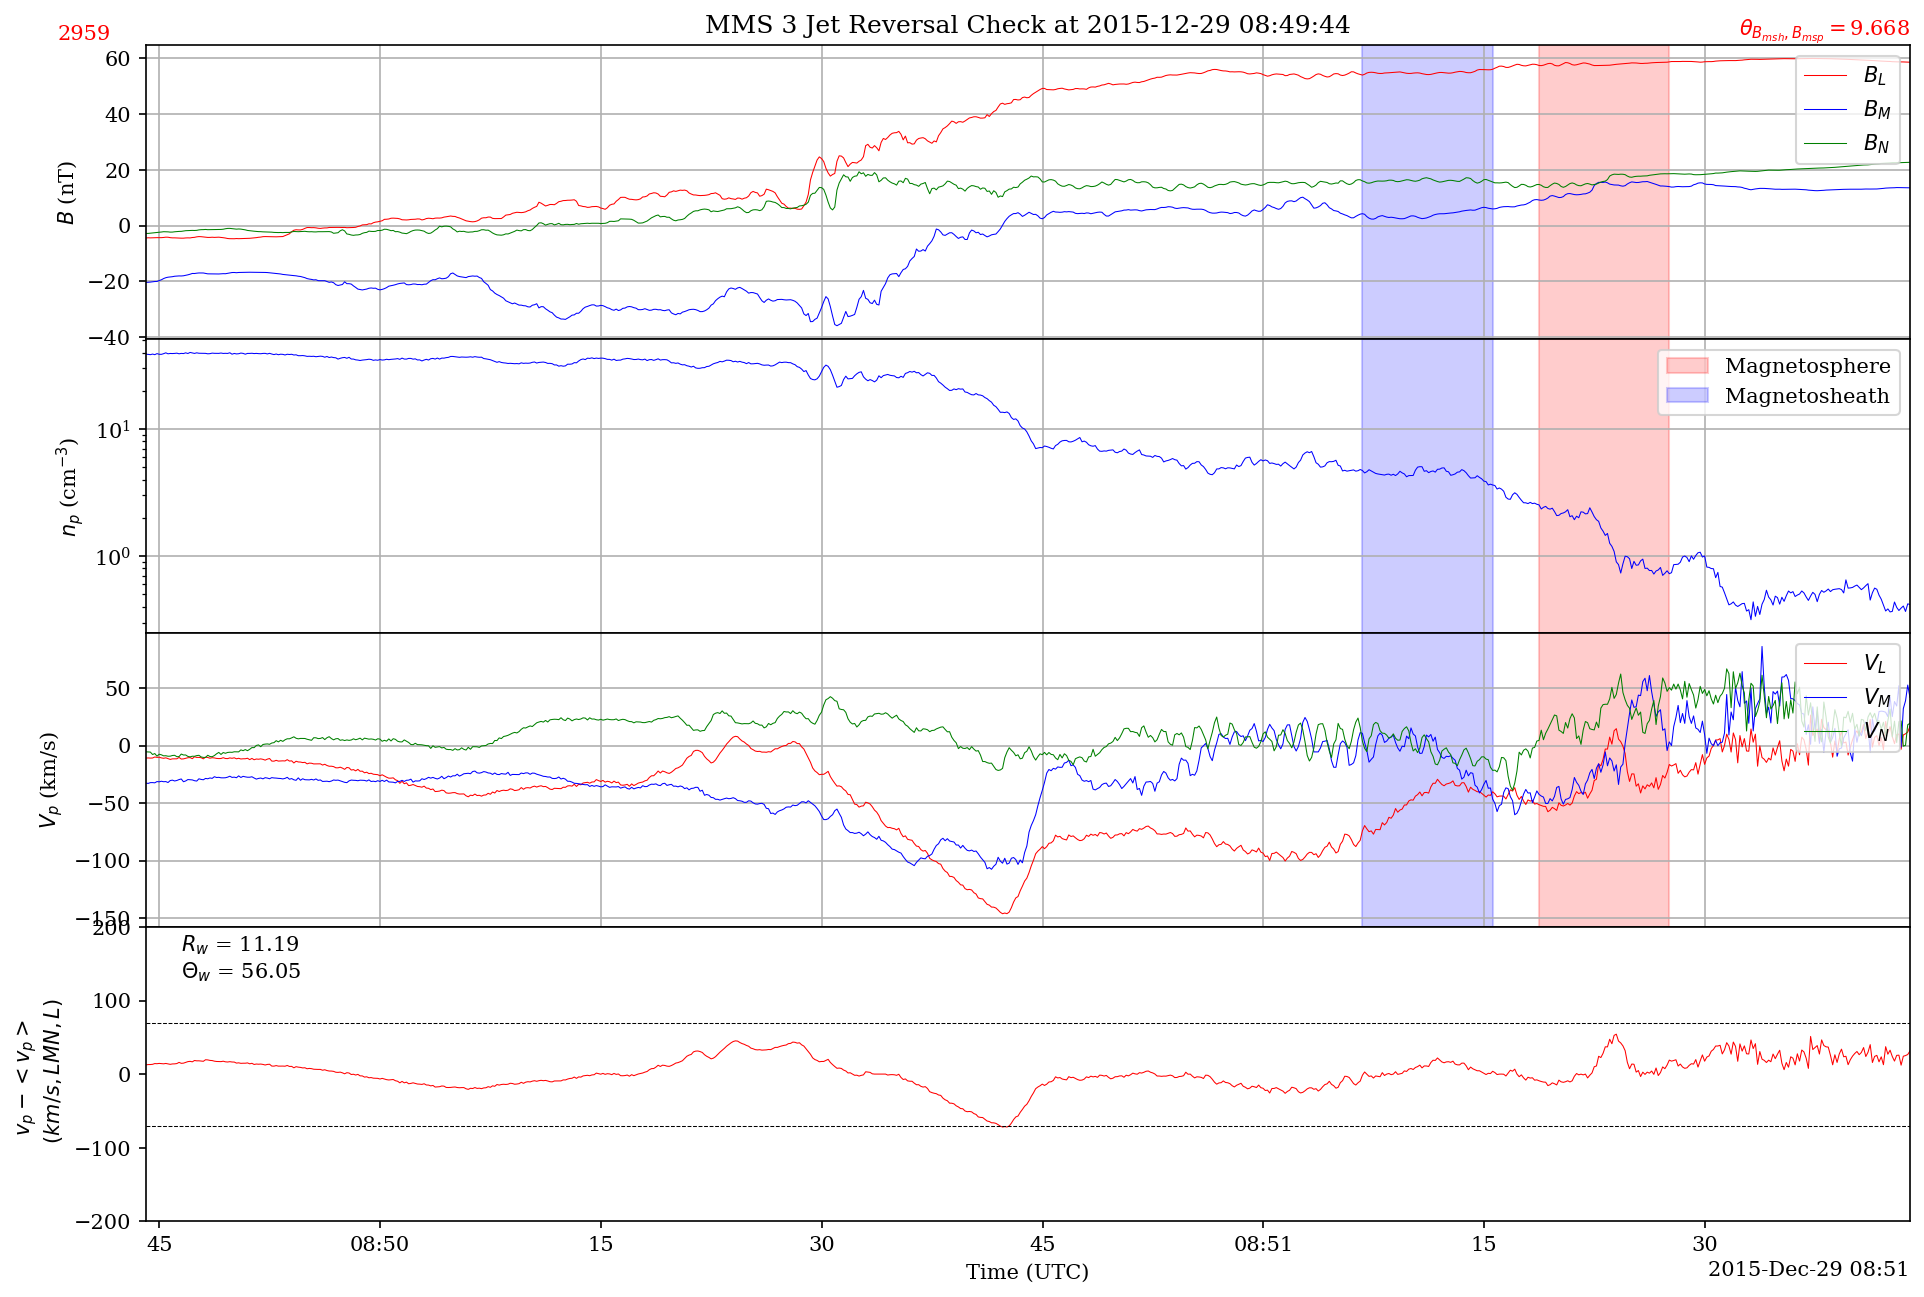 MMS 3 Jet Reversal Check at 2015-12-29 08:49:44
2959
θ_{B_{msh}, B_{msp}} = 9.668
60
40
20
0
−20
−40
B (nT)
B_L
B_M
B_N
10^1
10^0
n_p (cm^{−3})
Magnetosphere
Magnetosheath
50
0
−50
−100
−150
V_p (km/s)
V_L
V_M
V_N
200
100
0
−100
−200
v_p − < v_p >
(km/s, LMN, L)
R_w = 11.19
Θ_w = 56.05
45 08:50 15 30 45 08:51 15 30
Time (UTC)
2015-Dec-29 08:51